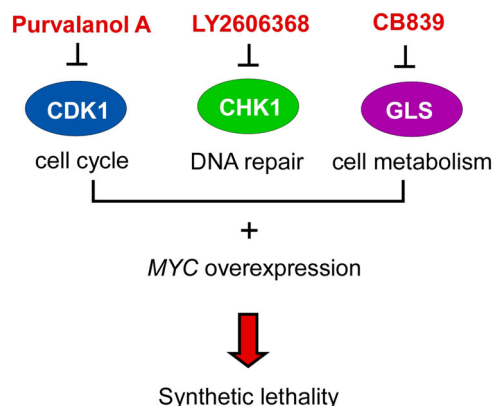 Purvalanol A LY2606368 CB839
CDK1 CHK1 GLS
cell cycle DNA repair cell metabolism
+
MYC overexpression
Synthetic lethality